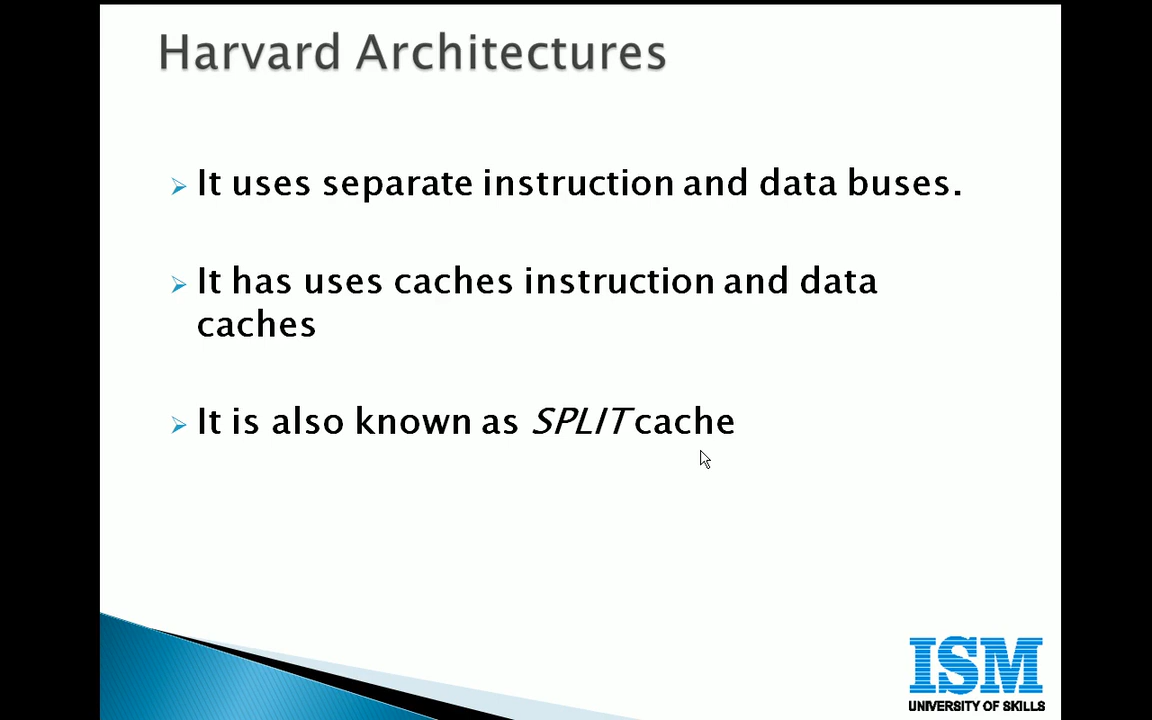 Harvard Architectures
It uses separate instruction and data buses.
It has uses caches instruction and data
caches
It is also known as SPLIT cache
ISM
UNIVERSITY OF SKILLS